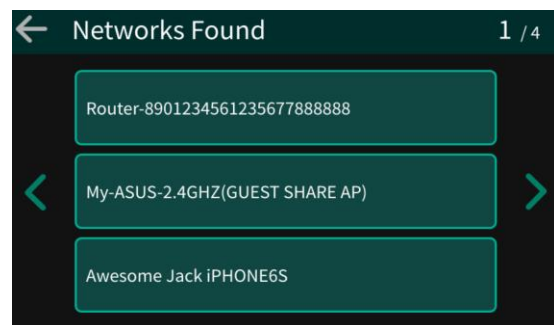 Networks Found 1 / 4
Router-8901234561235677888888
My-ASUS-2.4GHZ(GUEST SHARE AP)
Awesome Jack iPHONE6S